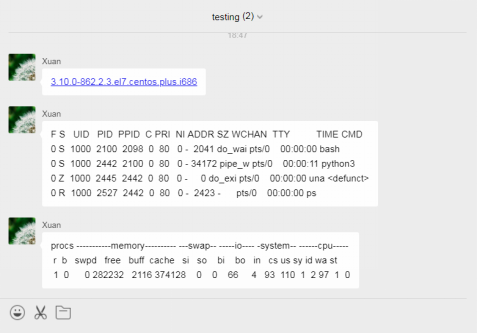 testing (2)
18:47
Xuan
3.10.0-862.2.3.el7.centos.plus.i686
Xuan
F S UID PID PPID C PRI NI ADDR SZ WCHAN TTY TIME CMD
0 S 1000 2100 2098 0 80 0 - 2041 do_wai pts/0 00:00:00 bash
0 S 1000 2442 2100 0 80 0 - 34172 pipe_w pts/0 00:00:11 python3
0 Z 1000 2445 2442 0 80 0 - 0 do_exi pts/0 00:00:00 una <defunct>
0 R 1000 2527 2442 0 80 0 - 2423 - pts/0 00:00:00 ps
Xuan
procs -----------memory---------- ---swap-- -----io---- -system-- ------cpu-----
r b swpd free buff cache si so bi bo in cs us sy id wa st
1 0 0 282232 2116 374128 0 0 66 4 93 110 1 2 97 1 0